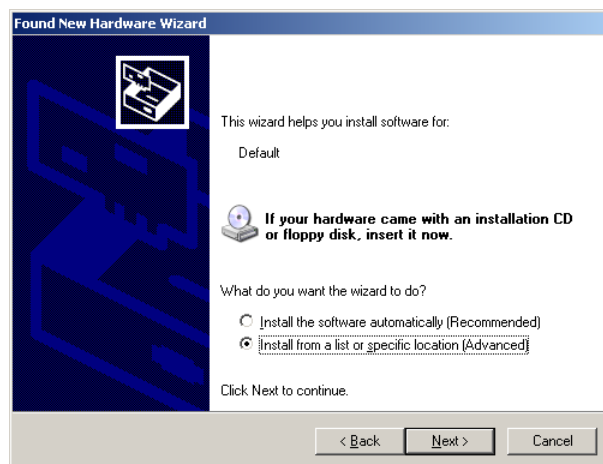 Found New Hardware Wizard
This wizard helps you install software for:
Default
If your hardware came with an installation CD
or floppy disk, insert it now.
What do you want the wizard to do?
Install the software automatically (Recommended)
Install from a list or specific location (Advanced)
Click Next to continue.
< Back Next > Cancel